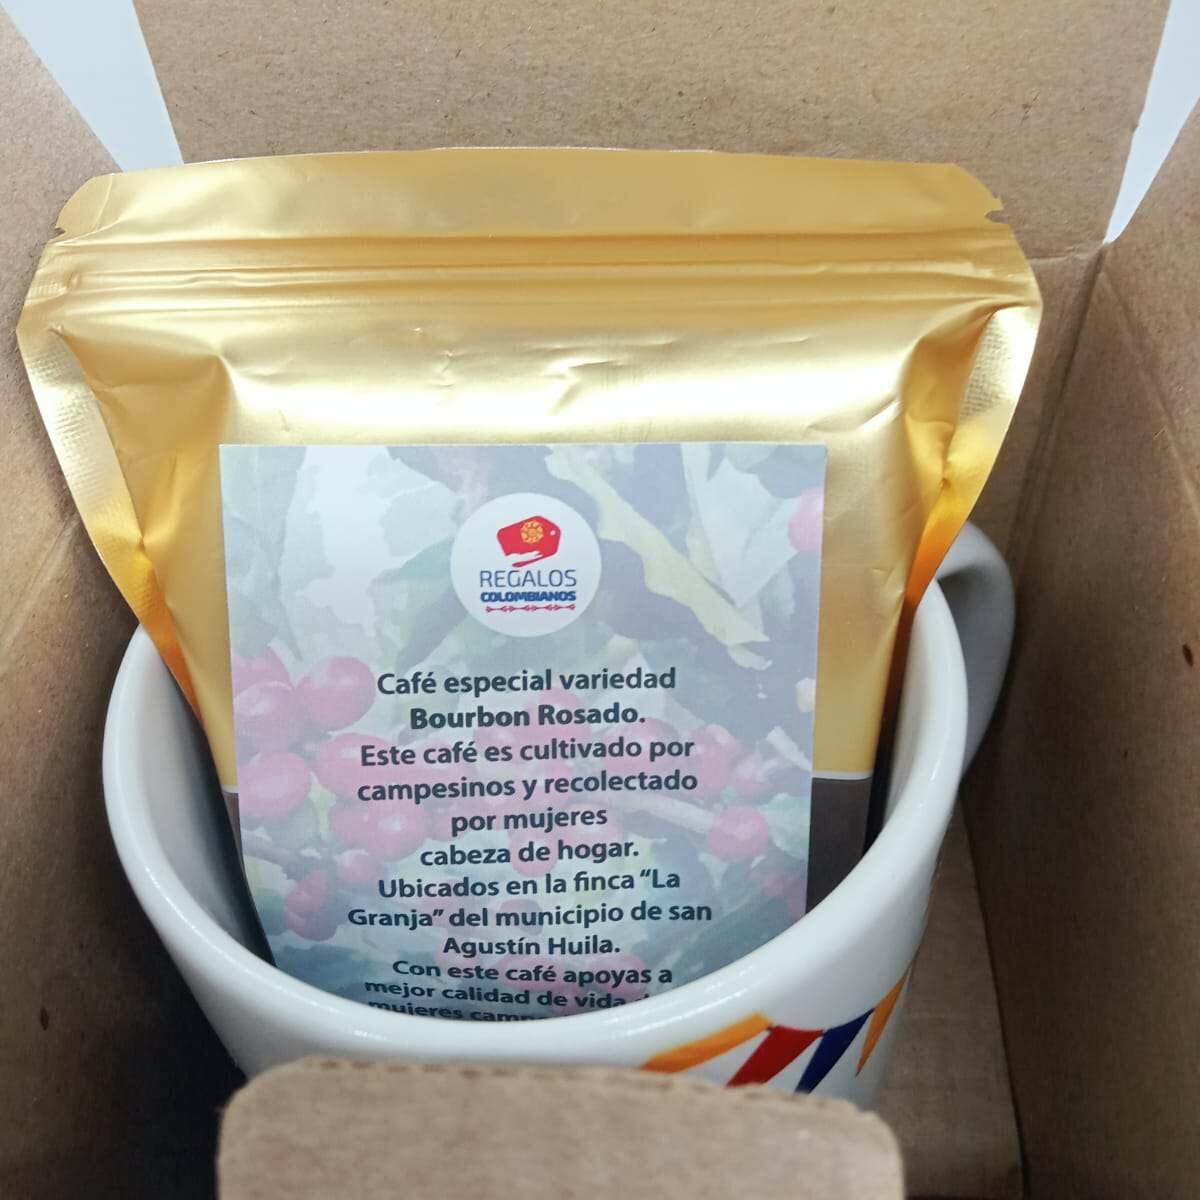 REGALOS
COLOMBIANOS
Café especial variedad
Bourbon Rosado.
Este café es cultivado por
campesinos y recolectado
por mujeres
cabeza de hogar.
Ubicados en la finca “La
Granja” del municipio de san
Agustín Huila.
Con este café apoyas a
mejor calidad de vida
mujeres